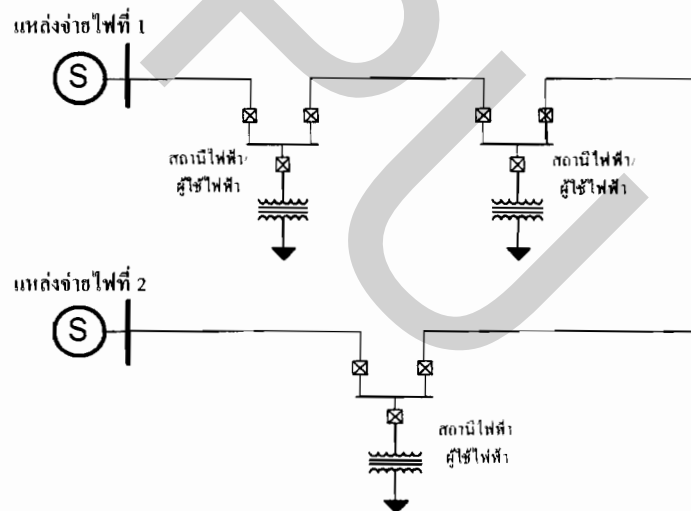 แหล่งจ่ายไฟที่ 1
S
สถานีไฟฟ้า/
ผู้ใช้ไฟฟ้า
สถานีไฟฟ้า/
ผู้ใช้ไฟฟ้า
แหล่งจ่ายไฟที่ 2
S
สถานีไฟฟ้า
ผู้ใช้ไฟฟ้า